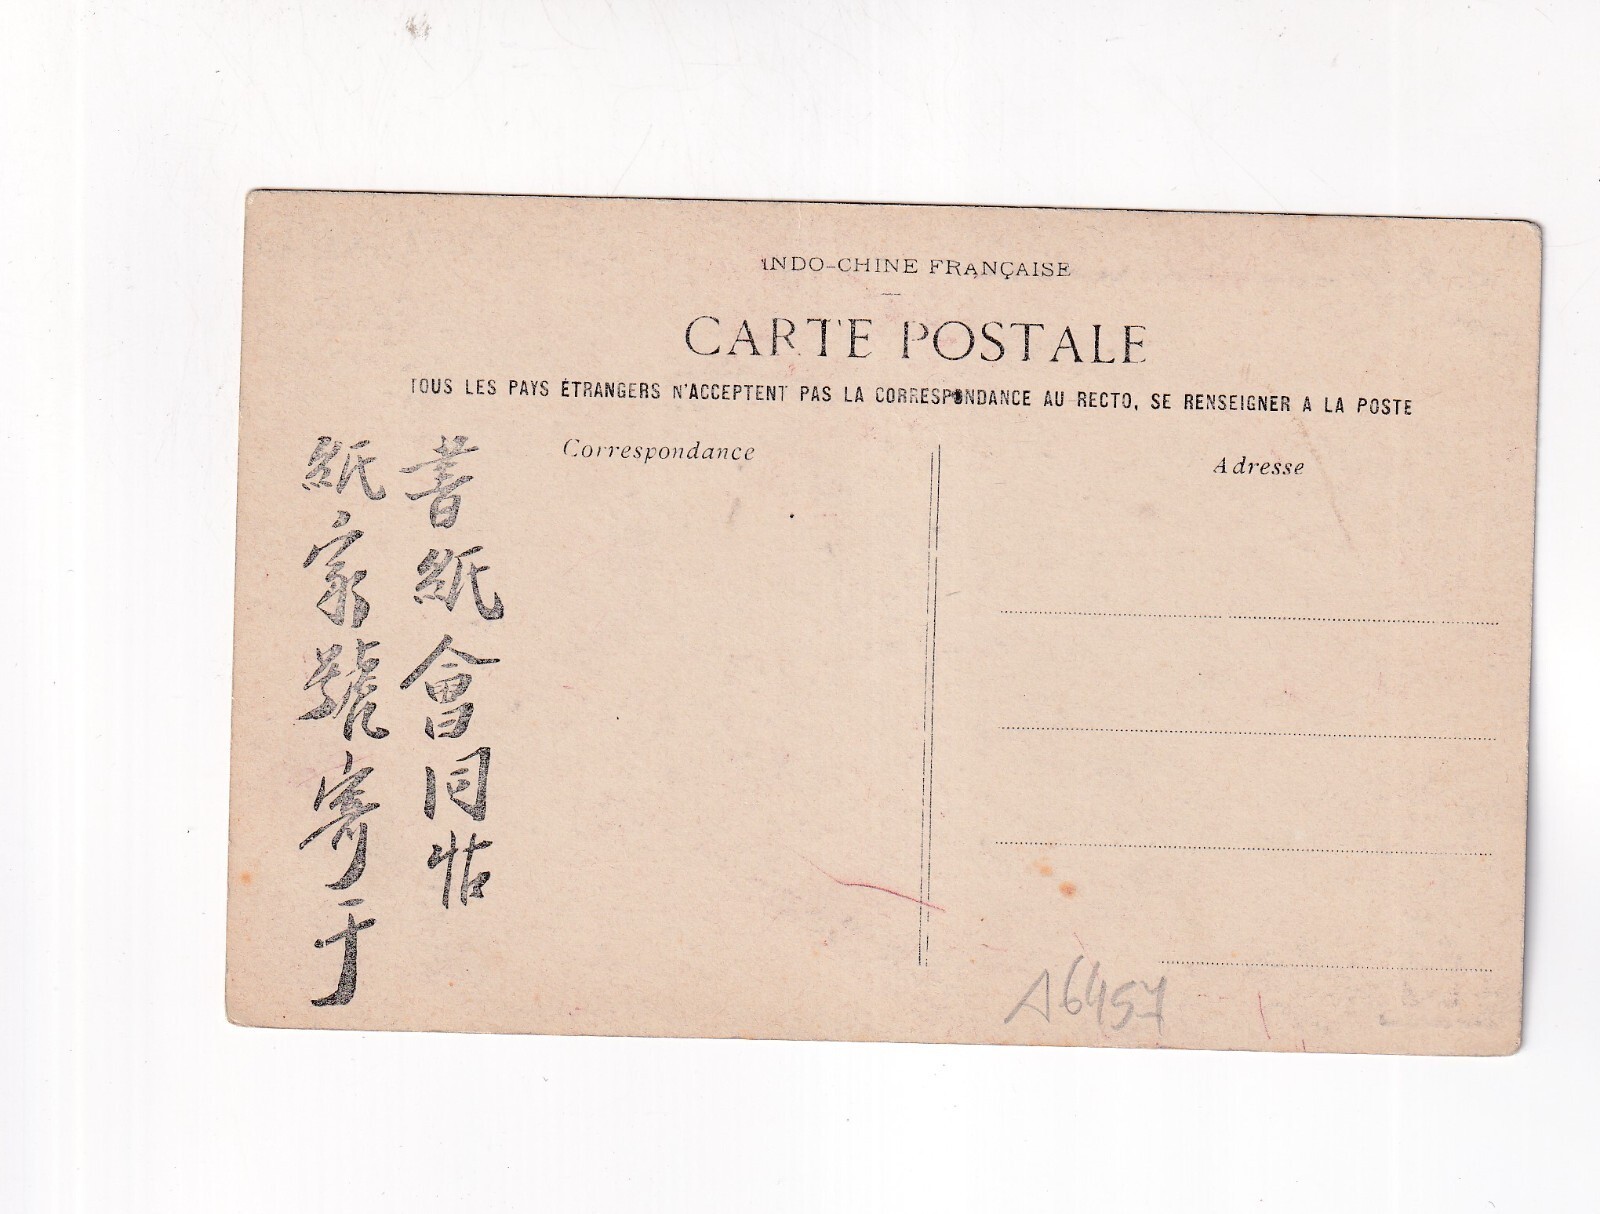 INDO-CHINE FRANÇAISE
CARTE POSTALE
TOUS LES PAYS ÉTRANGERS N'ACCEPTENT PAS LA CORRESPONDANCE AU RECTO, SE RENSEIGNER A LA POSTE
Correspondance
Adresse
書紙會同帖
紙家號寄于
A6457